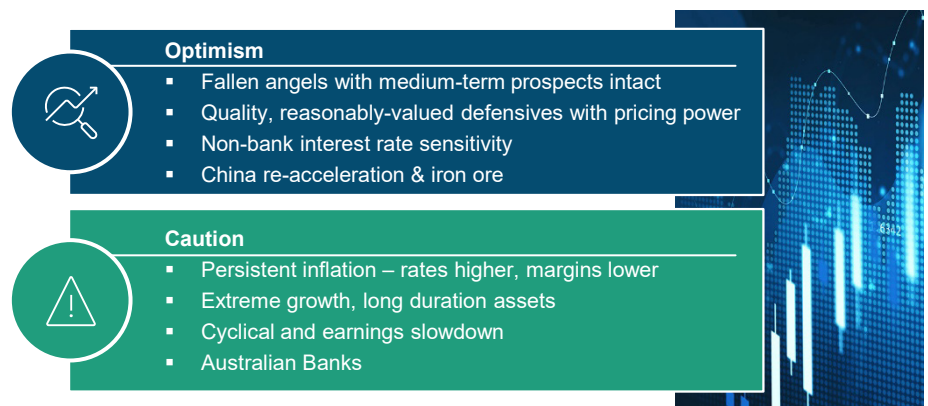 Optimism
▪ Fallen angels with medium-term prospects intact
▪ Quality, reasonably-valued defensives with pricing power
▪ Non-bank interest rate sensitivity
▪ China re-acceleration & iron ore
Caution
▪ Persistent inflation – rates higher, margins lower
▪ Extreme growth, long duration assets
▪ Cyclical and earnings slowdown
▪ Australian Banks
6342